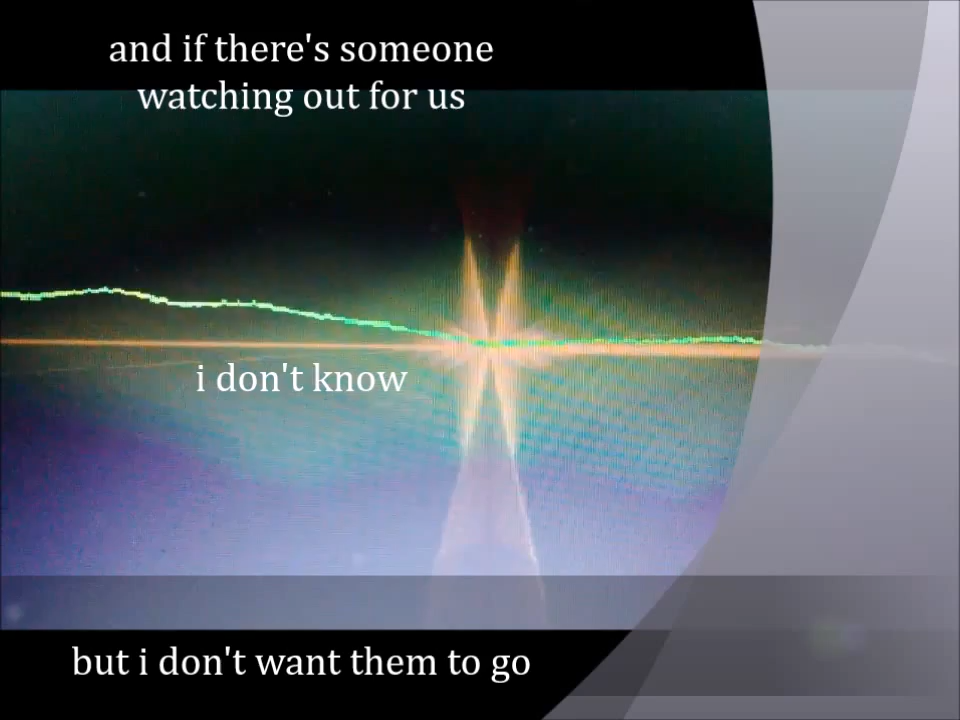 and if there's someone
watching out for us
i don't know
but i don't want them to go